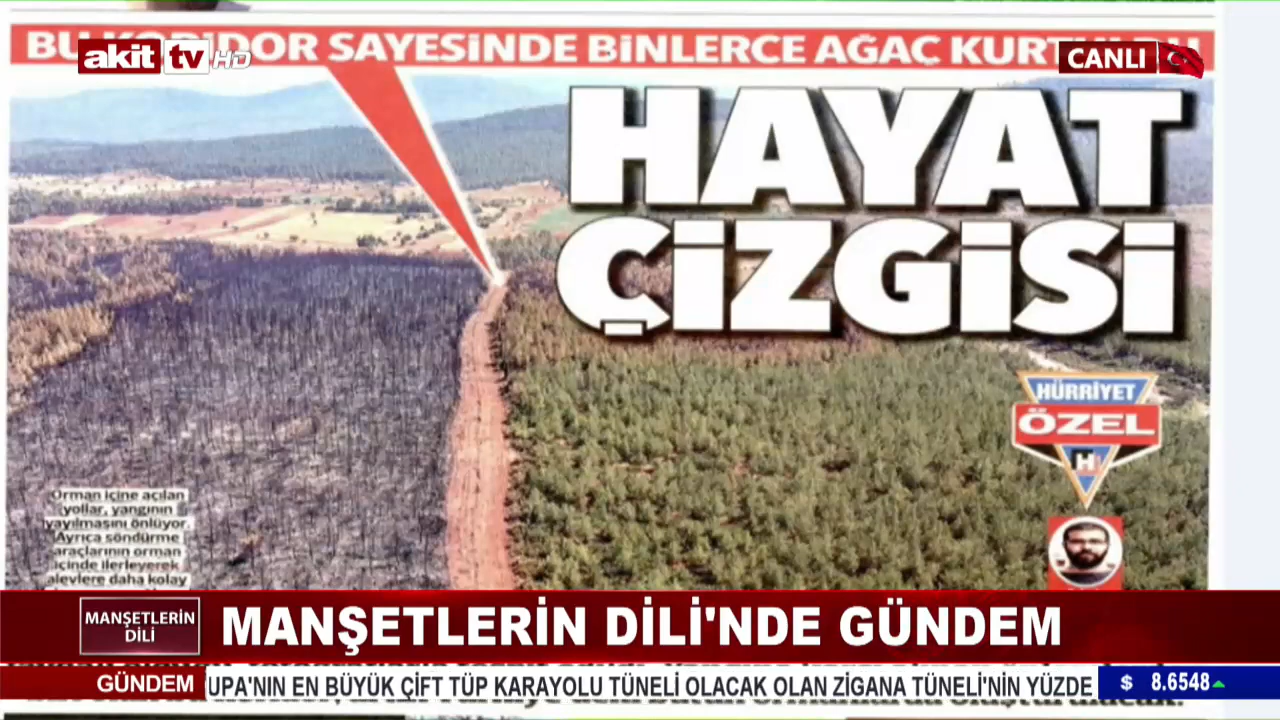 BU KORİDOR SAYESİNDE BİNLERCE AĞAÇ
akit tv HD
CANLI
HAYAT
ÇİZGİSİ
HÜRRİYET
ÖZEL
H
Orman içine açılan
yollar, yangının
yayılmasını önlüyor.
Ayrıca söndürme
araçlarının orman
içinde ilerleyerek
alevlere daha kolay
MANŞETLERİN
DİLİ
MANŞETLERİN DİLİ'NDE GÜNDEM
GÜNDEM
UPA'NIN EN BÜYÜK ÇİFT TÜP KARAYOLU TÜNELİ OLACAK OLAN ZİGANA TÜNELİ'NİN YÜZDE
$ 8.6548